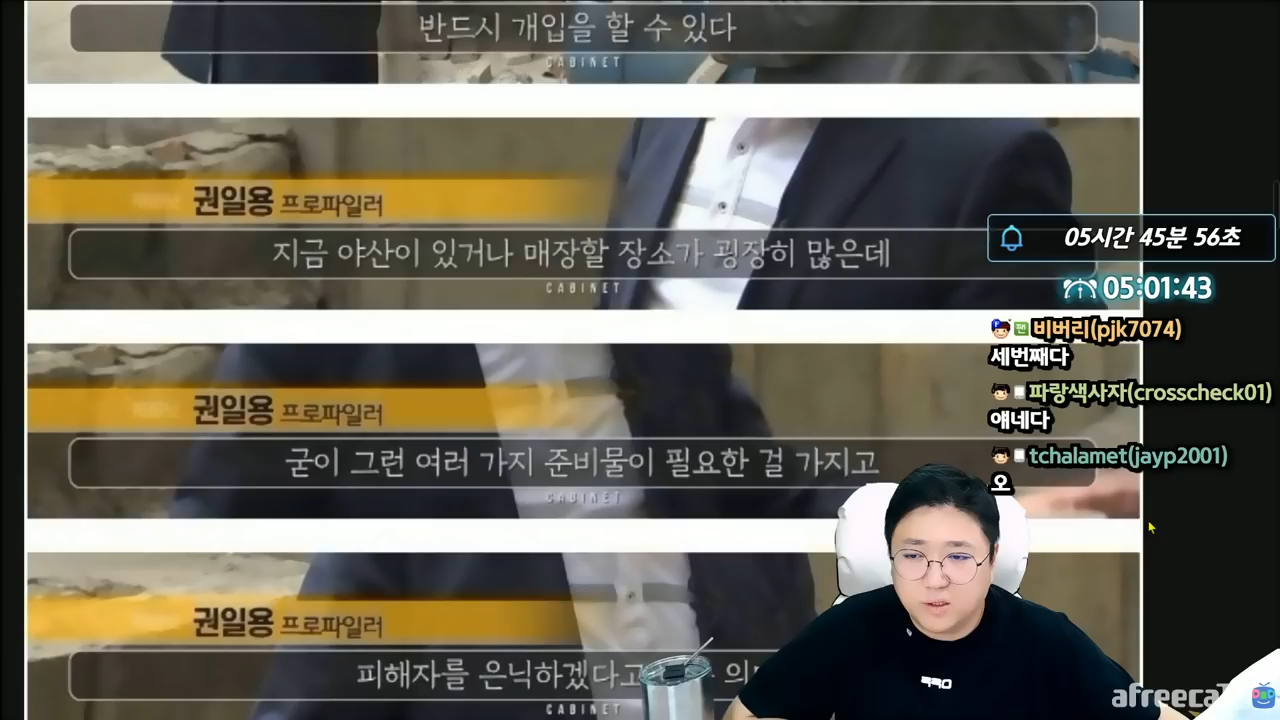 반드시 개입을 할 수 있다
CABINET
권일용 프로파일러
지금 야산이 있거나 매장할 장소가 굉장히 많은데
CABINET
05시간 45분 56초
05:01:43
팬 비버리(pjk7074)
세번째다
파랑색사자(crosscheck01)
얘네다
tchalamet(jayp2001)
오
권일용 프로파일러
굳이 그런 여러 가지 준비물이 필요한 걸 가지고
CABINET
권일용 프로파일러
피해자를 은닉하겠다고
CABINET
afreeca